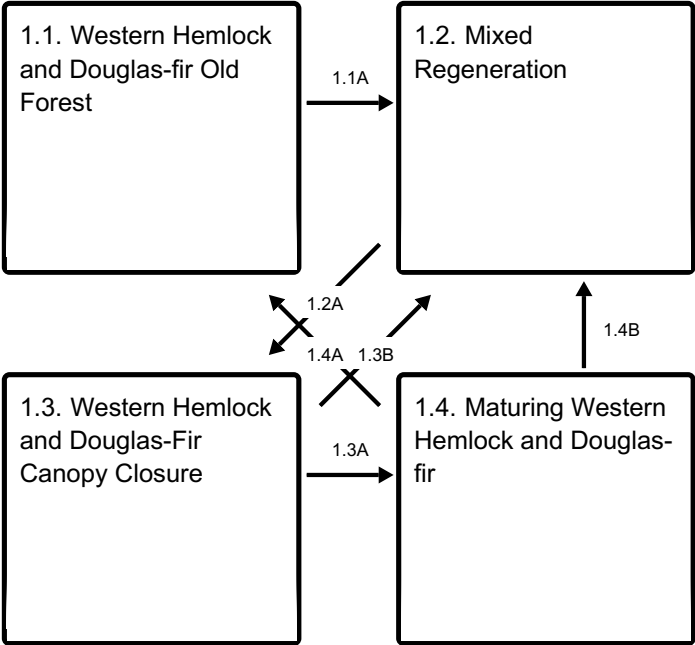 1.1. Western Hemlock
and Douglas-fir Old
Forest
1.1A
1.2. Mixed
Regeneration
1.2A
1.4A
1.3B
1.4B
1.3. Western Hemlock
and Douglas-Fir
Canopy Closure
1.3A
1.4. Maturing Western
Hemlock and Douglas-
fir